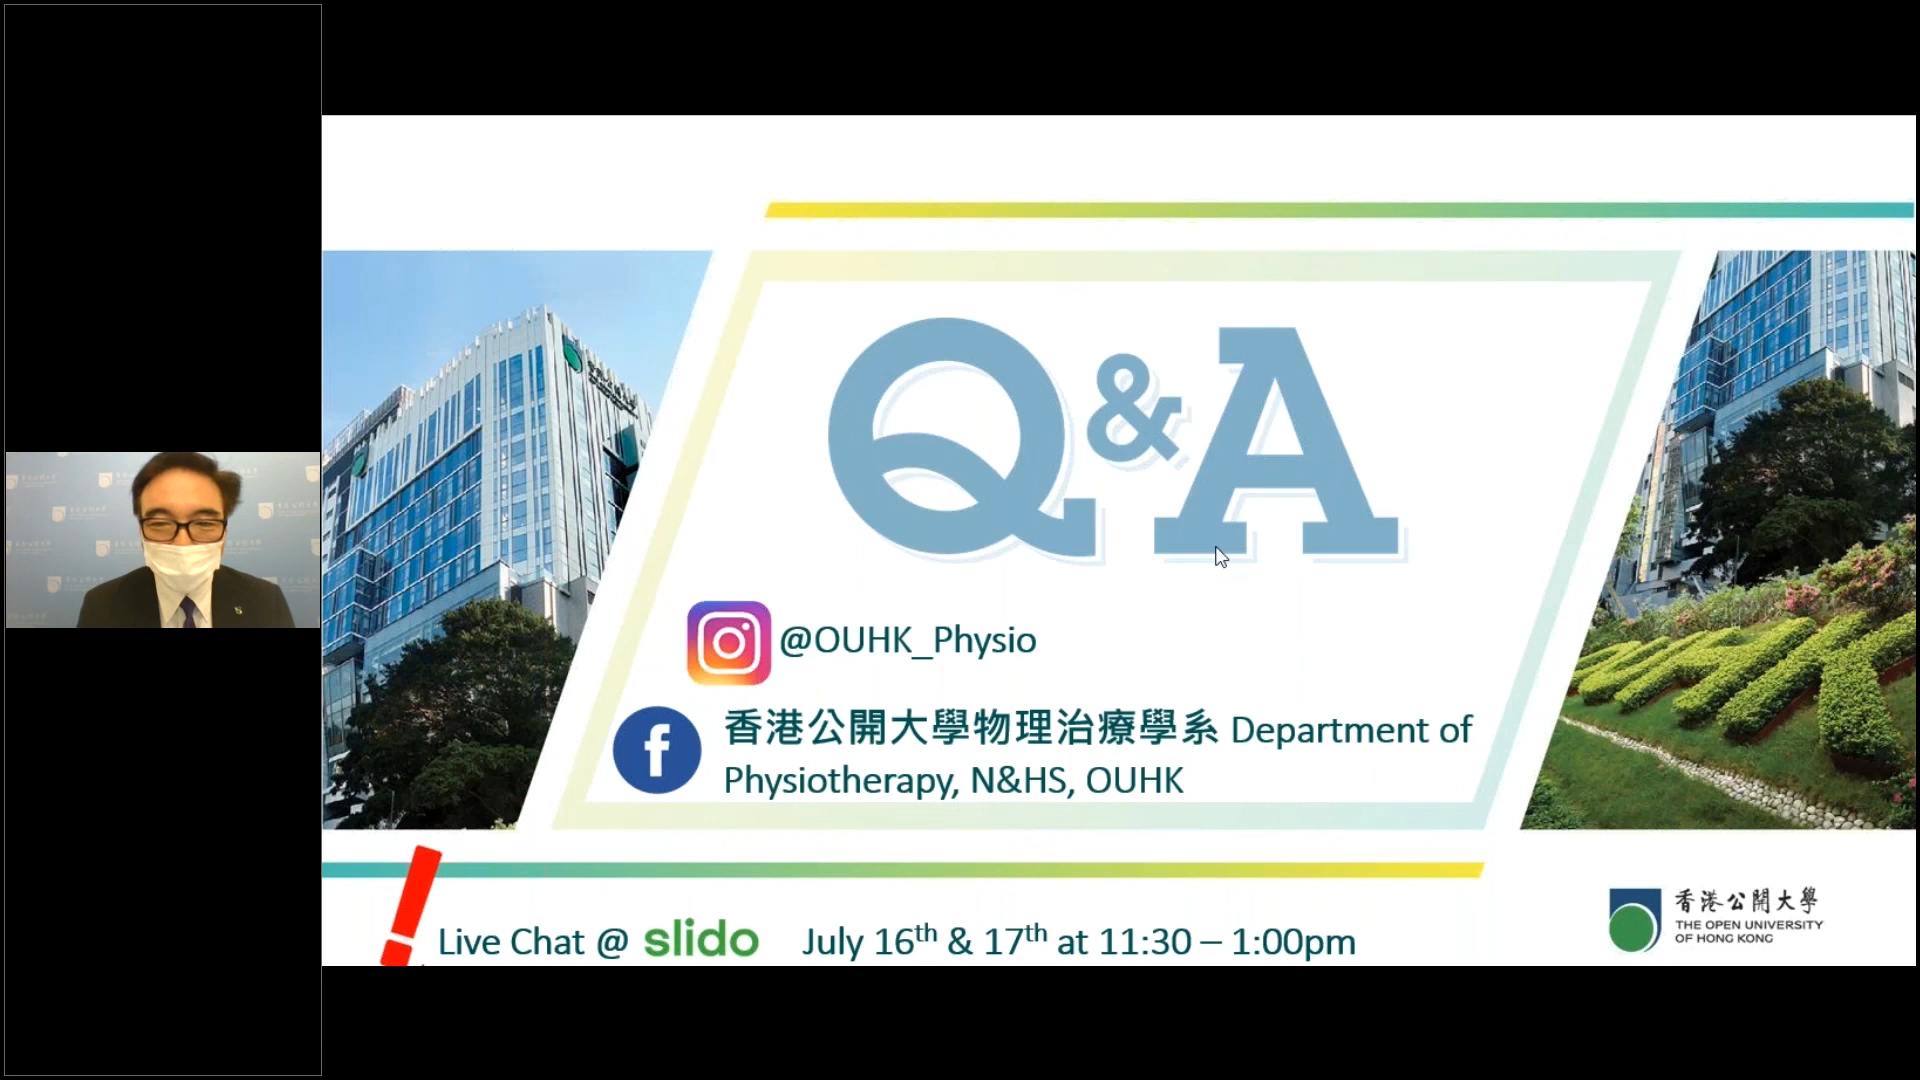 Q&A
@OUHK_Physio
香港公開大學物理治療學系 Department of
Physiotherapy, N&HS, OUHK
Live Chat @ slido July 16th & 17th at 11:30 – 1:00pm
香港公開大學
THE OPEN UNIVERSITY
OF HONG KONG